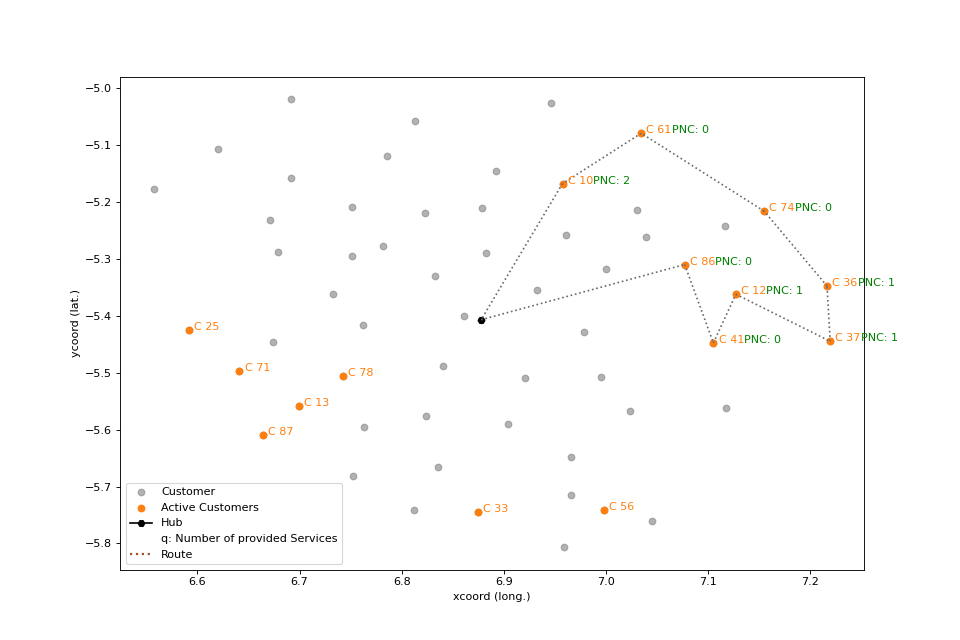 −5.0
−5.1
−5.2
−5.3
−5.4
−5.5
−5.6
−5.7
−5.8
ycoord (lat.)
C 61PNC: 0
C 10PNC: 2
C 74PNC: 0
C 86PNC: 0
C 36PNC: 1
C 12PNC: 1
C 41PNC: 0
C 37PNC: 1
C 25
C 71
C 78
C 13
C 87
C 33
C 56
Customer
Active Customers
Hub
q: Number of provided Services
Route
6.6
6.7
6.8
6.9
7.0
7.1
7.2
xcoord (long.)